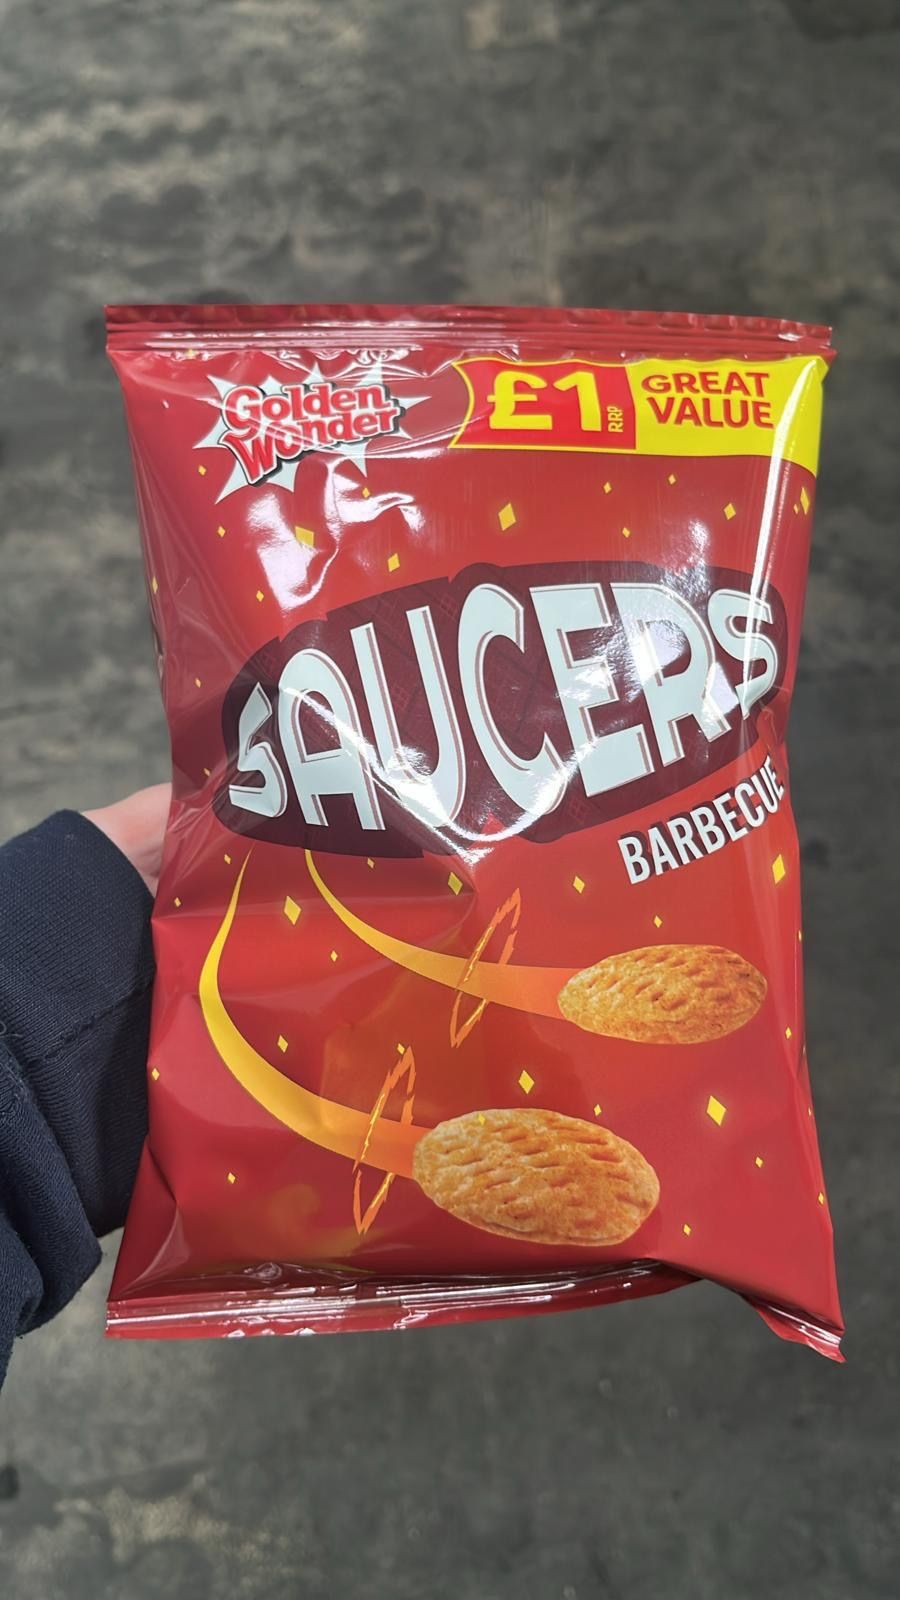 Golden
Wonder
£1 RRP
GREAT
VALUE
SAUCERS
BARBECUE